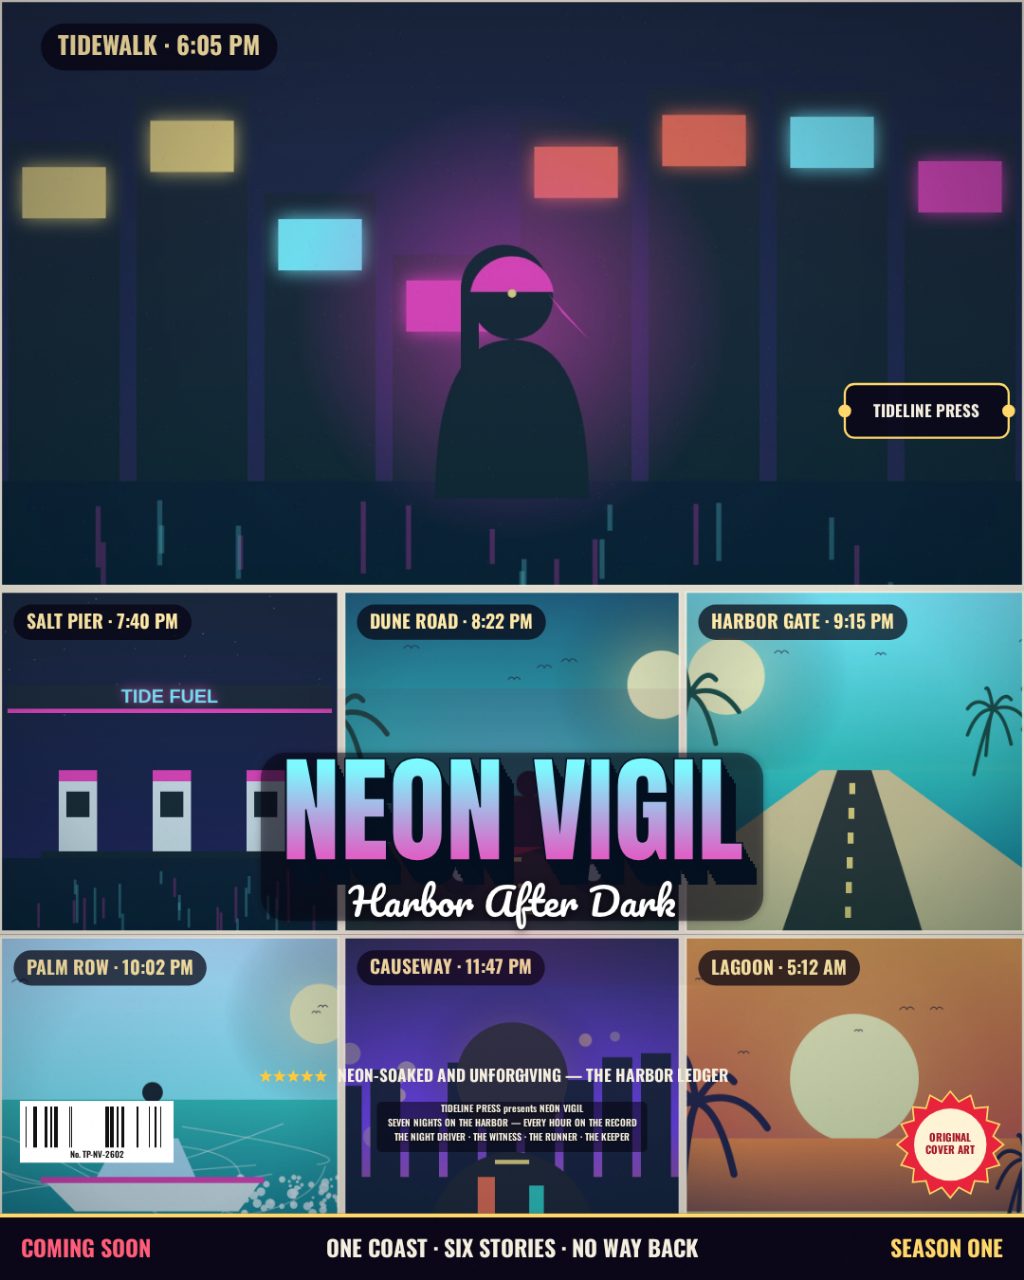 TIDEWALK · 6:05 PM
TIDELINE PRESS
SALT PIER · 7:40 PM
DUNE ROAD · 8:22 PM
HARBOR GATE · 9:15 PM
TIDE FUEL
NEON VIGIL
Harbor After Dark
PALM ROW · 10:02 PM
CAUSEWAY · 11:47 PM
LAGOON · 5:12 AM
★★★★★ NEON-SOAKED AND UNFORGIVING — THE HARBOR LEDGER
TIDELINE PRESS presents NEON VIGIL
SEVEN NIGHTS ON THE HARBOR — EVERY HOUR ON THE RECORD
THE NIGHT DRIVER · THE WITNESS · THE RUNNER · THE KEEPER
No. TP-NV-2602
ORIGINAL
COVER ART
COMING SOON
ONE COAST · SIX STORIES · NO WAY BACK
SEASON ONE